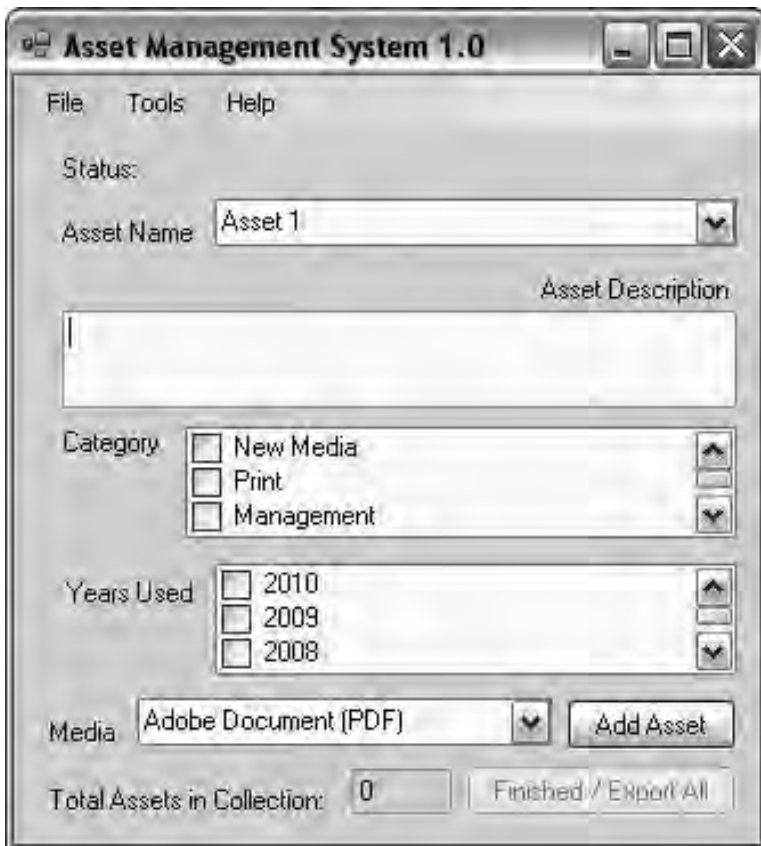 Asset Management System 1.0
File Tools Help
Status:
Asset Name Asset 1
Asset Description
Category New Media
Print
Management
Years Used 2010
2009
2008
Media Adobe Document (PDF) Add Asset
Total Assets in Collection: 0 Finished / Export All